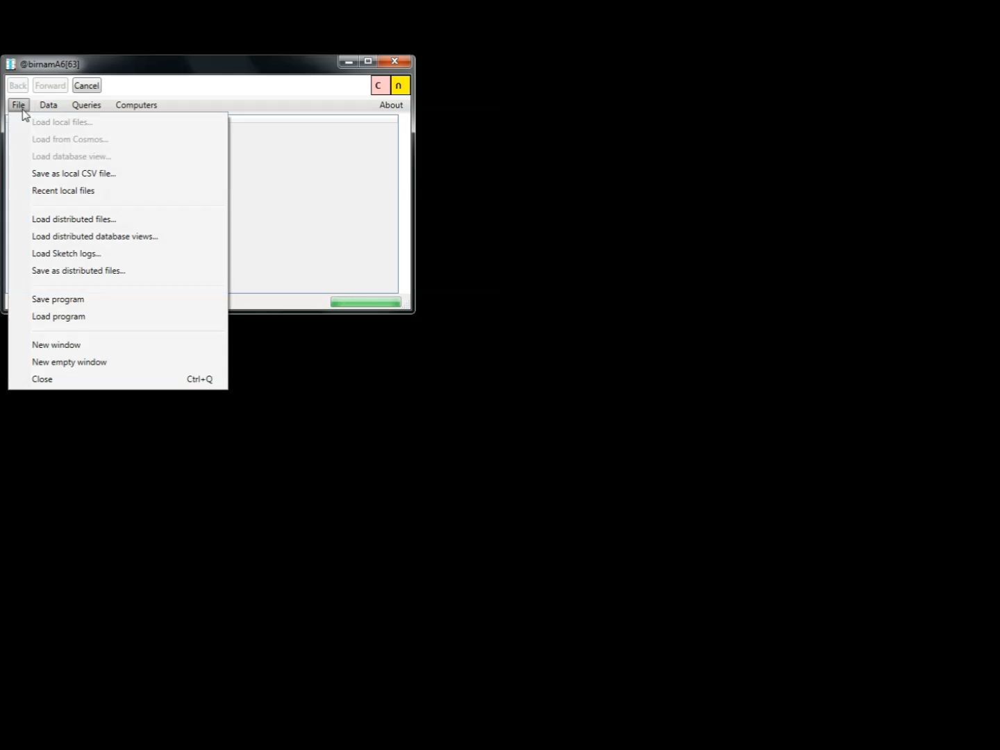 @birnamA6[63]
Back Forward Cancel C n
File Data Queries Computers About
Load local files...
Load from Cosmos...
Load database view...
Save as local CSV file...
Recent local files
Load distributed files...
Load distributed database views...
Load Sketch logs...
Save as distributed files...
Save program
Load program
New window
New empty window
Close Ctrl+Q